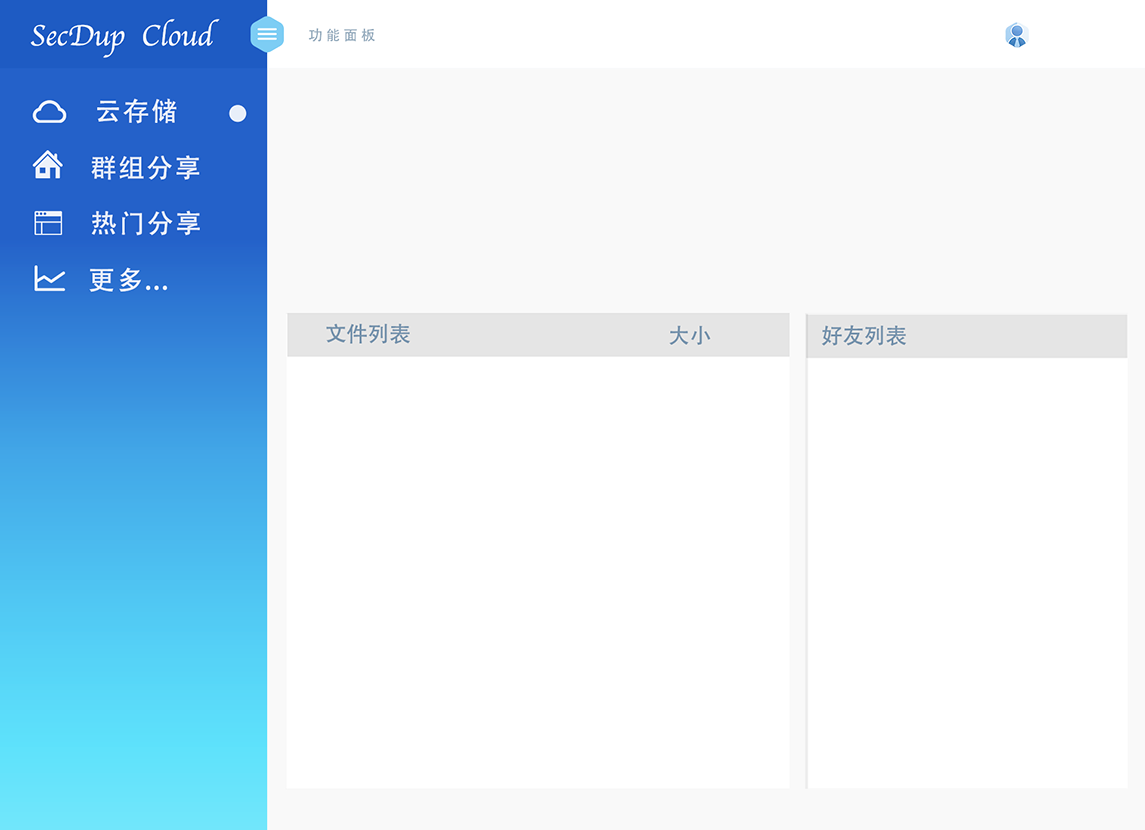 SecDup Cloud
功能面板
云存储
群组分享
热门分享
更多...
文件列表 大小
好友列表